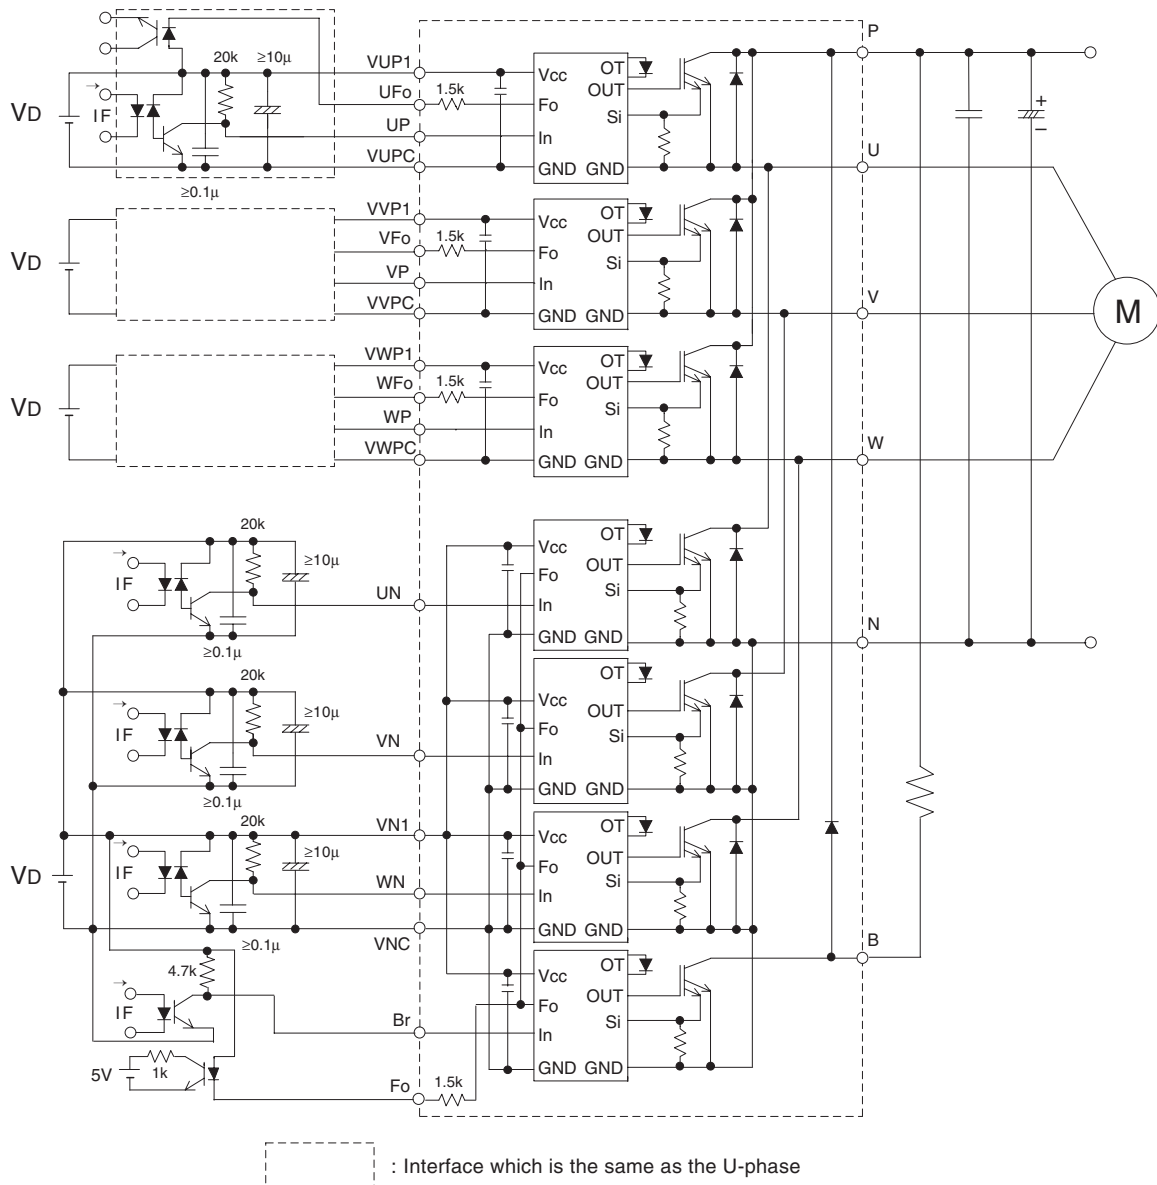 P
20k
≥10μ
VUP1
Vcc
OT
OUT
UFo
1.5k
Fo
Si
VD
→
IF
UP
In
+
–
VUPC
GND GND
U
≥0.1μ
VVP1
Vcc
OT
OUT
VFo
1.5k
Fo
Si
VD
VP
In
VVPC
GND GND
V
M
VWP1
Vcc
OT
OUT
WFo
1.5k
Fo
Si
VD
WP
In
VWPC
GND GND
W
20k
≥10μ
→
IF
Vcc
OT
OUT
Fo
Si
UN
In
GND GND
N
≥0.1μ
20k
≥10μ
→
IF
Vcc
OT
OUT
Fo
Si
VN
In
GND GND
≥0.1μ
20k
VN1
≥10μ
→
IF
VD
Vcc
OT
OUT
Fo
Si
WN
In
VNC
GND GND
B
≥0.1μ
4.7k
→
IF
Vcc
OT
OUT
Fo
Si
Br
In
GND GND
5V
1k
Fo
1.5k
: Interface which is the same as the U-phase